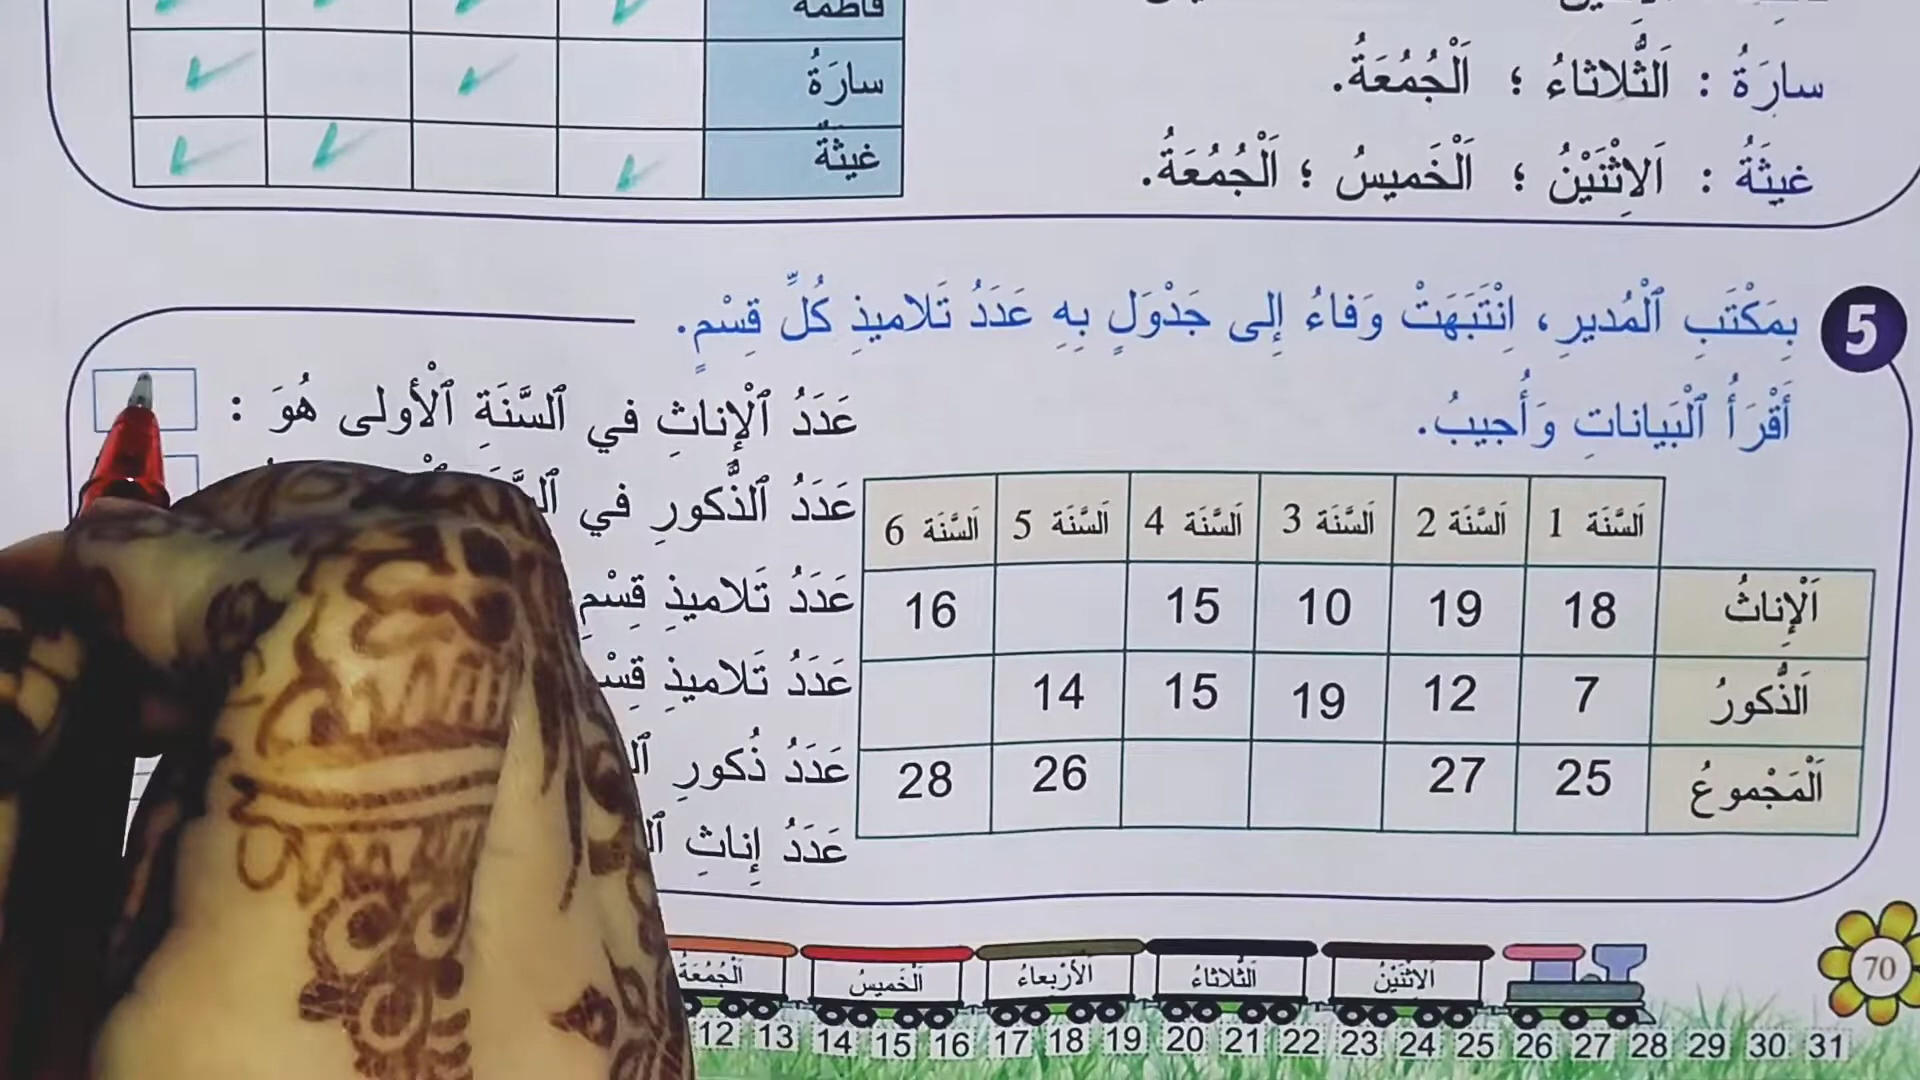 فاطمة
سارَةُ
غيثَةُ
سارَةُ : اَلثُّلاثاءُ ؛ اَلْجُمُعَةُ.
غيثَةُ : اَلاِثْنَيْنُ ؛ اَلْخَميسُ ؛ اَلْجُمُعَةُ.
5 بِمَكْتَبِ ٱلْمُديرِ، اِنْتَبَهَتْ وَفاءُ إِلى جَدْوَلٍ بِهِ عَدَدُ تَلاميذِ كُلِّ قِسْمٍ.
أَقْرَأُ ٱلْبَياناتِ وَأُجيبُ.
اَلسَّنَة 1 اَلسَّنَة 2 اَلسَّنَة 3 اَلسَّنَة 4 اَلسَّنَة 5 اَلسَّنَة 6
اَلْإِناثُ 18 19 10 15 16
اَلذُّكورُ 7 12 19 15 14
اَلْمَجْموعُ 25 27 26 28
عَدَدُ ٱلْإِناثِ في ٱلسَّنَةِ ٱلْأولى هُوَ :
عَدَدُ ٱلذُّكورِ في
عَدَدُ تَلاميذِ قِسْمِ
عَدَدُ تَلاميذِ
عَدَدُ ذُكورِ
عَدَدُ إِناثِ
اَلاِثْنَيْنُ اَلثُّلاثاءُ اَلْأَرْبِعاءُ اَلْخَميسُ اَلْجُمُعَةُ
12 13 14 15 16 17 18 19 20 21 22 23 24 25 26 27 28 29 30 31
70